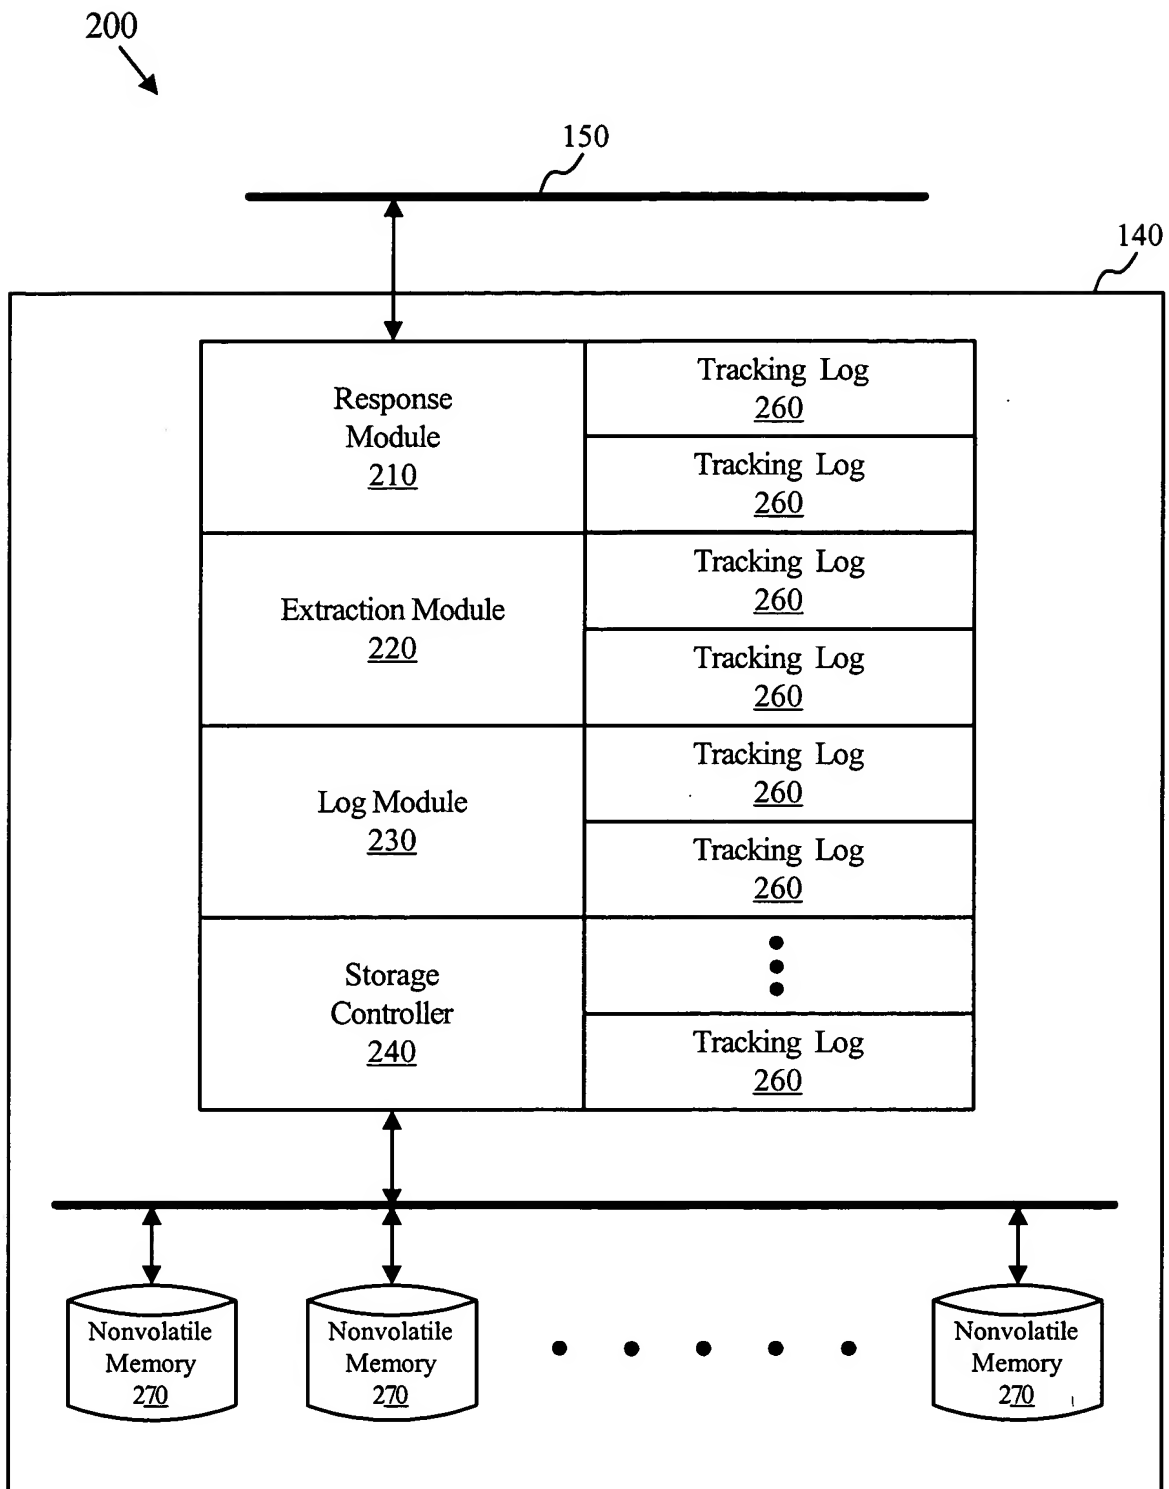 200
150
140
Response
Module
210
Tracking Log
260
Tracking Log
260
Extraction Module
220
Tracking Log
260
Tracking Log
260
Log Module
230
Tracking Log
260
Tracking Log
260
Storage
Controller
240
Tracking Log
260
Nonvolatile
Memory
270
Nonvolatile
Memory
270
Nonvolatile
Memory
270